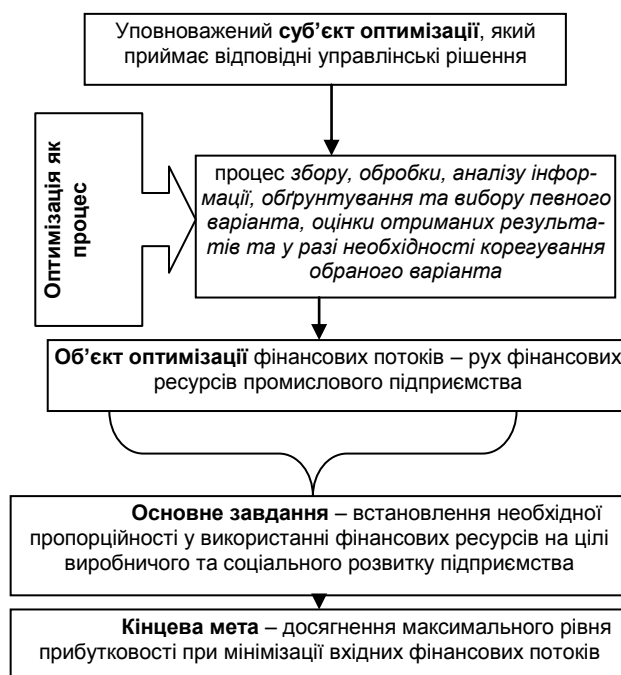 Уповноважений суб’єкт оптимізації, який
приймає відповідні управлінські рішення
Оптимізація як
процес
процес збору, обробки, аналізу інфор-
мації, обґрунтування та вибору певного
варіанта, оцінки отриманих результа-
тів та у разі необхідності корегування
обраного варіанта
Об’єкт оптимізації фінансових потоків – рух фінансових
ресурсів промислового підприємства
Основне завдання – встановлення необхідної
пропорційності у використанні фінансових ресурсів на цілі
виробничого та соціального розвитку підприємства
Кінцева мета – досягнення максимального рівня
прибутковості при мінімізації вхідних фінансових потоків